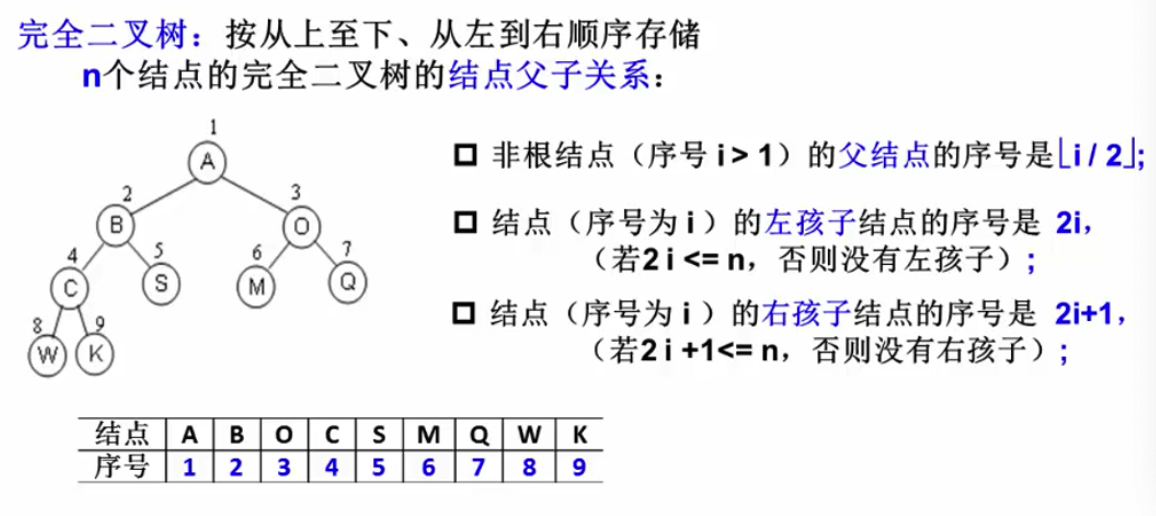 完全二叉树：按从上至下、从左到右顺序存储
n个结点的完全二叉树的结点父子关系：
1
A
2
3
B
O
4
5
6
7
C
S
M
Q
8
9
W
K
非根结点（序号 i > 1）的父结点的序号是⌊i / 2⌋;
结点（序号为 i ）的左孩子结点的序号是 2i，
（若2 i <= n，否则没有左孩子）;
结点（序号为 i ）的右孩子结点的序号是 2i+1，
（若2 i +1<= n，否则没有右孩子）;
结点 A B O C S M Q W K
序号 1 2 3 4 5 6 7 8 9